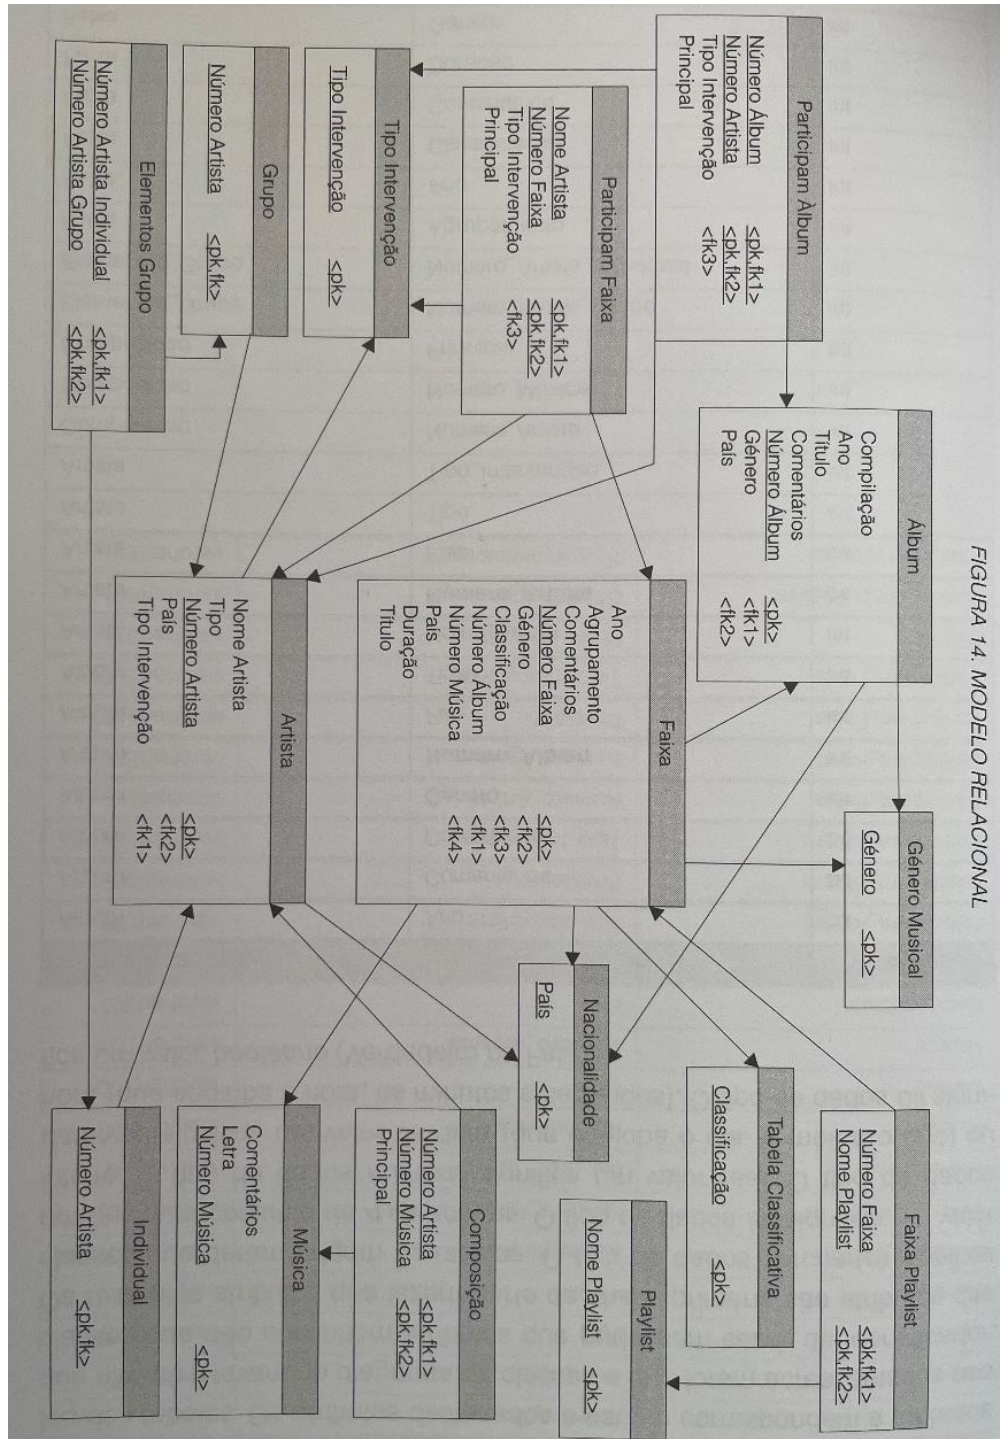 FIGURA 14. MODELO RELACIONAL
Participam Àlbum
Número Álbum <pk,fk1>
Número Artista <pk,fk2>
Tipo Intervenção <fk3>
Principal
Álbum
Compilação
Ano
Título
Comentários
Número Álbum <pk>
Género <fk1>
País <fk2>
Género Musical
Género <pk>
Faixa Playlist
Número Faixa <pk,fk1>
Nome Playlist <pk,fk2>
Participam Faixa
Nome Artista <pk,fk1>
Número Faixa <pk,fk2>
Tipo Intervenção <fk3>
Principal
Faixa
Ano
Agrupamento
Comentários
Número Faixa <pk>
Género <fk2>
Classificação <fk3>
Número Álbum <fk1>
Número Música <fk4>
País
Duração
Título
Tabela Classificativa
Classificação <pk>
Playlist
Nome Playlist <pk>
Nacionalidade
País <pk>
Tipo Intervenção
Tipo Intervenção <pk>
Grupo
Número Artista <pk,fk>
Artista
Nome Artista
Tipo
Número Artista <pk>
País <fk2>
Tipo Intervenção <fk1>
Composição
Número Artista <pk,fk1>
Número Música <pk,fk2>
Principal
Música
Comentários
Letra
Número Música <pk>
Elementos Grupo
Número Artista Individual <pk,fk1>
Número Artista Grupo <pk,fk2>
Individual
Número Artista <pk,fk>